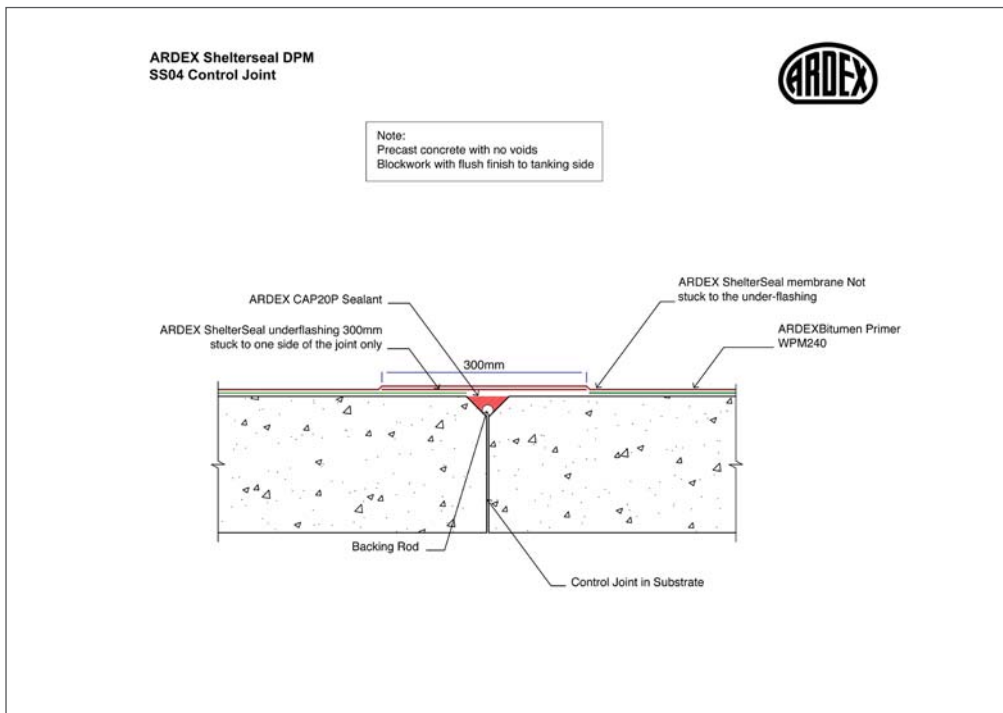 ARDEX Shelterseal DPM
SS04 Control Joint
ARDEX
Note:
Precast concrete with no voids
Blockwork with flush finish to tanking side
ARDEX CAP20P Sealant
ARDEX ShelterSeal membrane Not
stuck to the under-flashing
ARDEX ShelterSeal underflashing 300mm
stuck to one side of the joint only
ARDEXBitumen Primer
WPM240
300mm
Backing Rod
Control Joint in Substrate